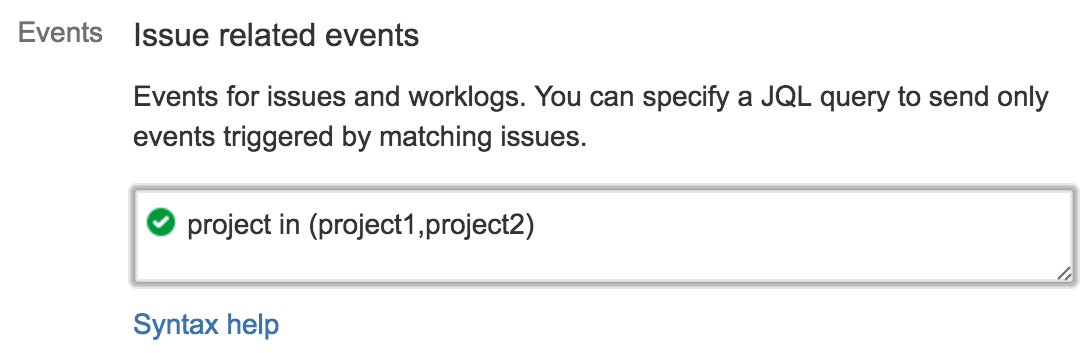 Events
Issue related events
Events for issues and worklogs. You can specify a JQL query to send only
events triggered by matching issues.
project in (project1,project2)
Syntax help